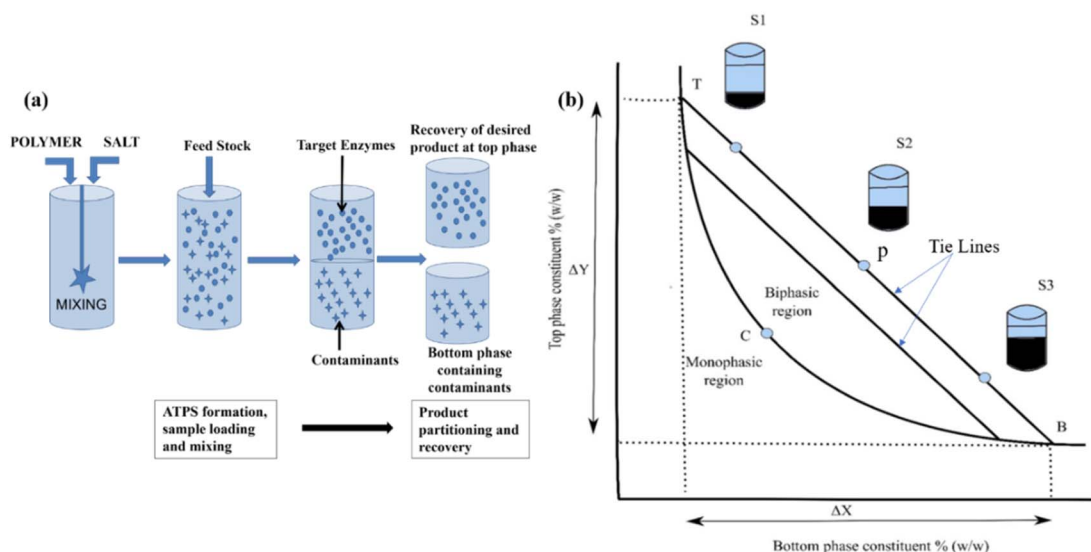 (a)
POLYMER SALT
MIXING
Feed Stock
Target Enzymes
Contaminants
Recovery of desired
product at top phase
Bottom phase
containing
contaminants
ATPS formation,
sample loading
and mixing
Product
partitioning and
recovery
(b)
S1
T
S2
p
Tie Lines
S3
Biphasic
region
C
Monophasic
region
B
Top phase constituent % (w/w)
ΔY
ΔX
Bottom phase constituent % (w/w)